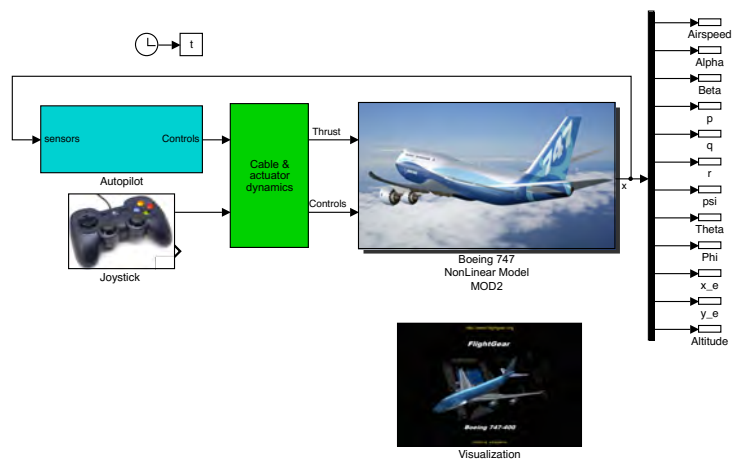 t
Airspeed
Alpha
Beta
p
q
r
psi
Theta
Phi
x_e
y_e
Altitude
sensors
Controls
Autopilot
Cable &
actuator
dynamics
Thrust
Controls
747
x
Boeing 747
NonLinear Model
MOD2
Joystick
FlightGear
Boeing 747-400
Visualization